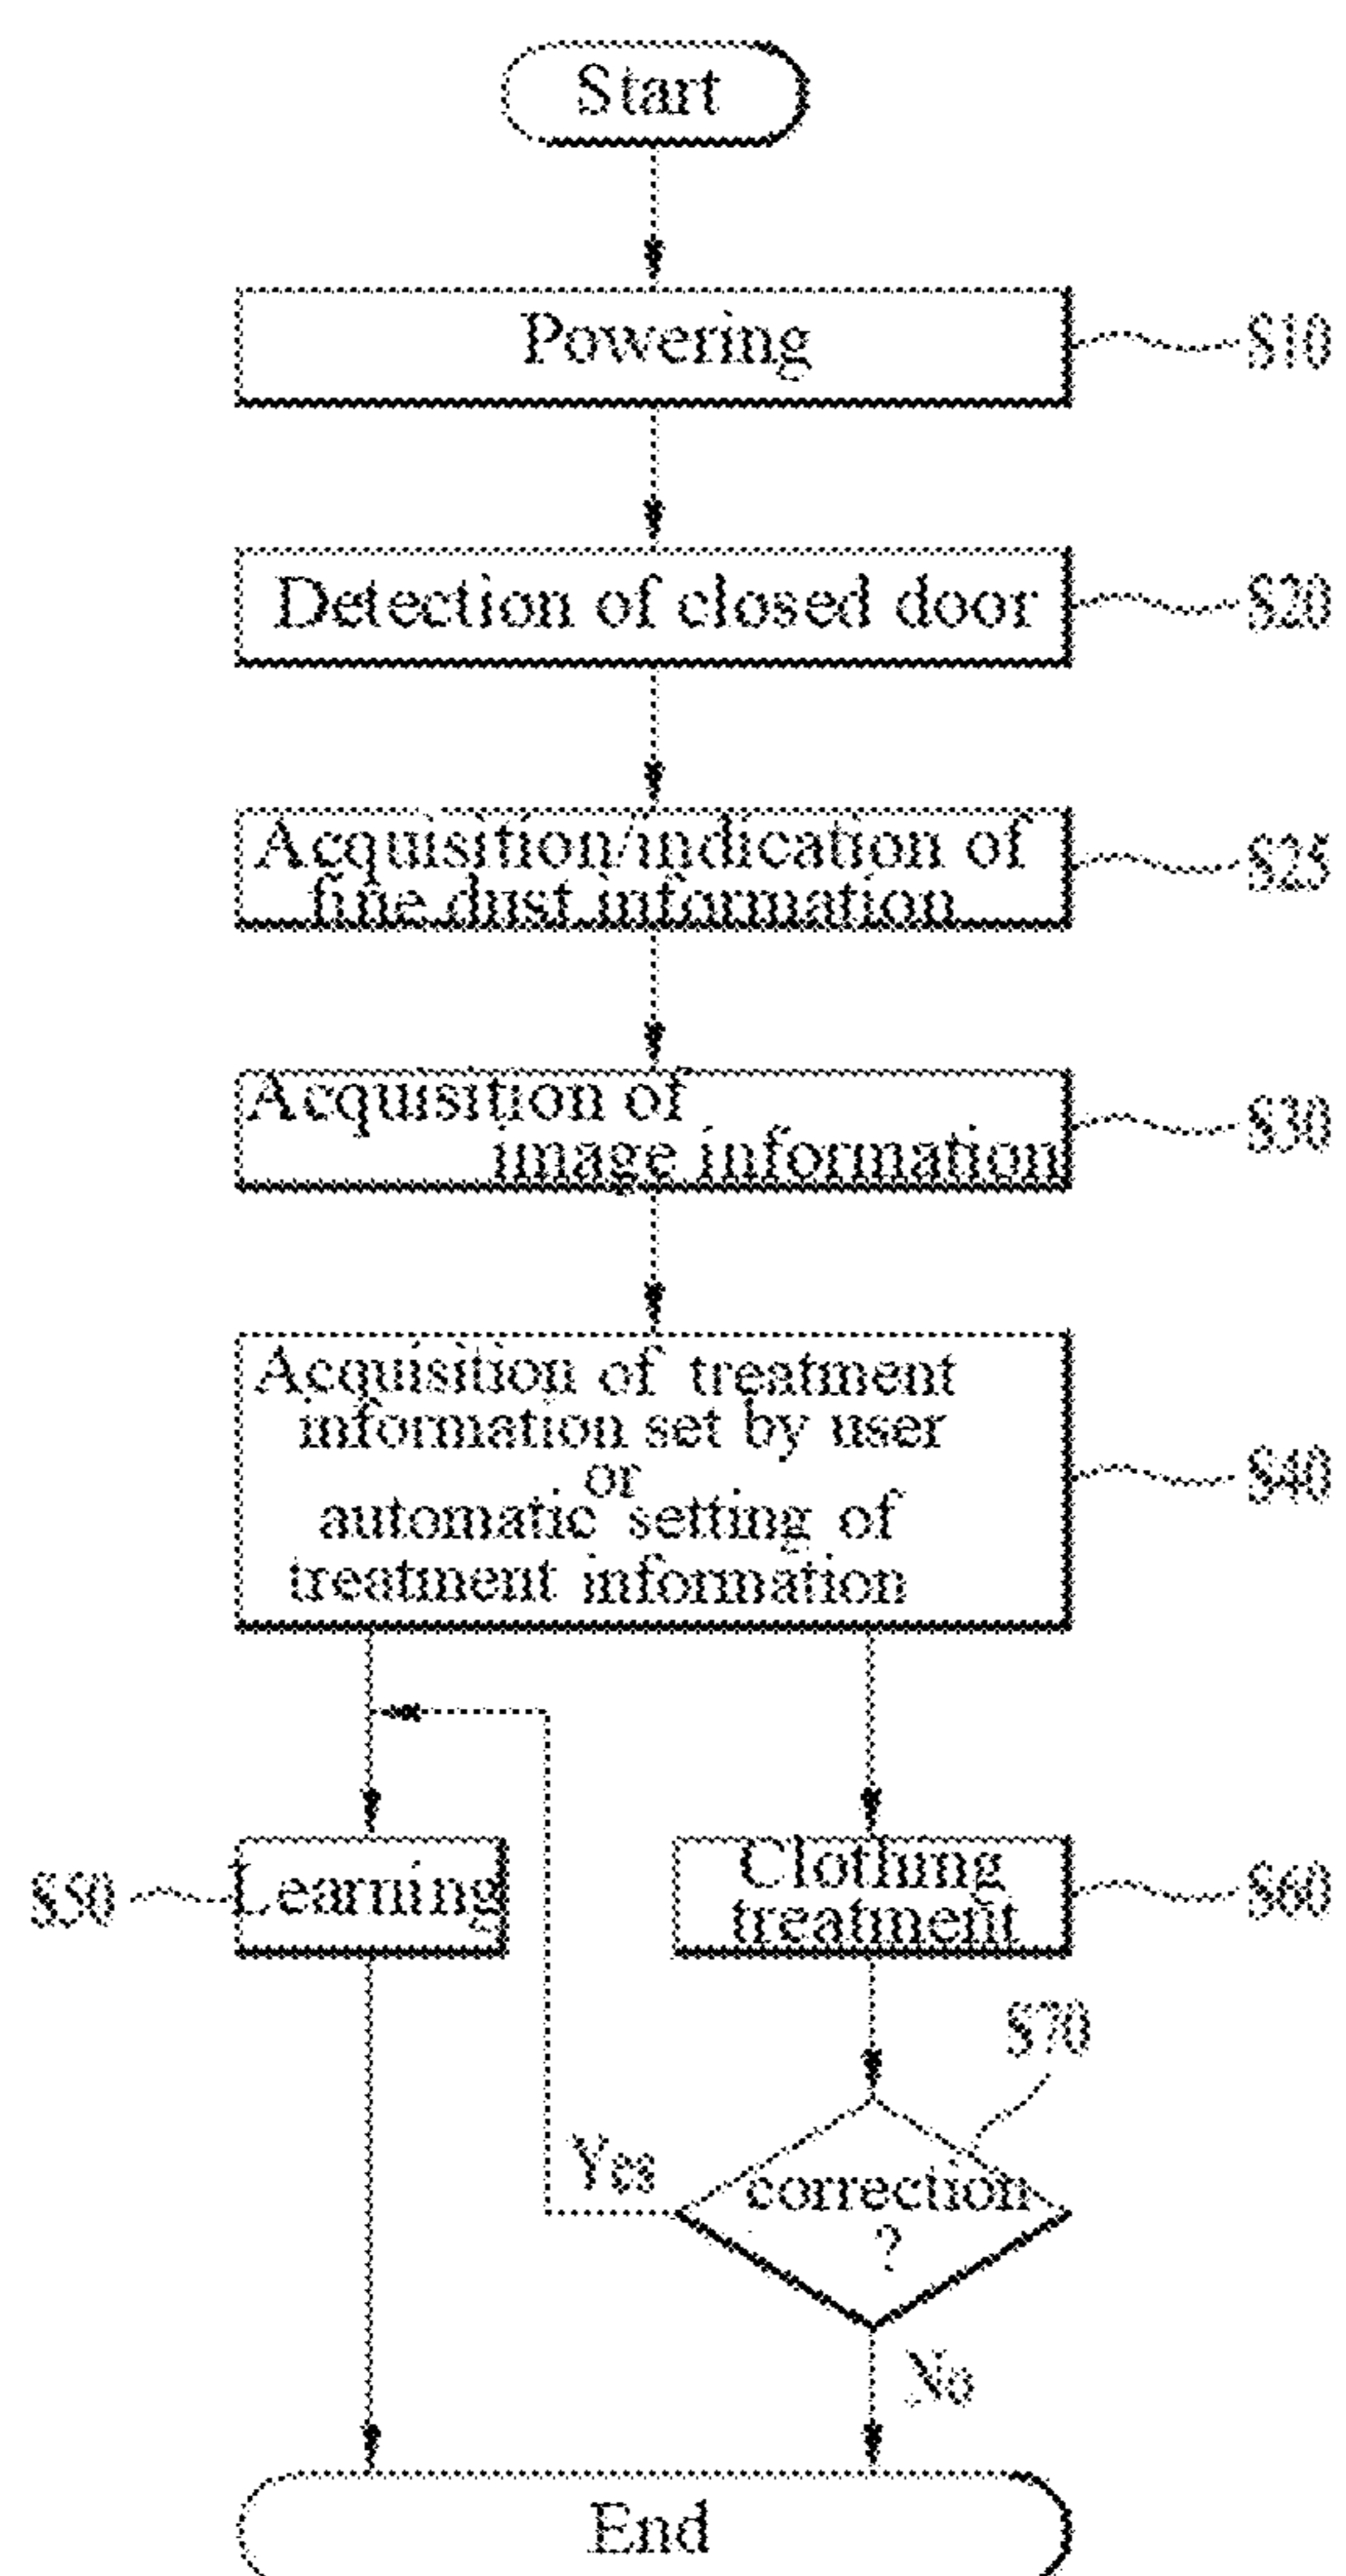 Start
Powering
S10
Detection of closed door
S20
Acquisition/indication of
fine dust information
S25
Acquisition of
image information
S30
Acquisition of treatment
information set by user
or
automatic setting of
treatment information
S40
S50
Learning
Clothing
treatment
S60
S70
Yes
correction
?
No
End